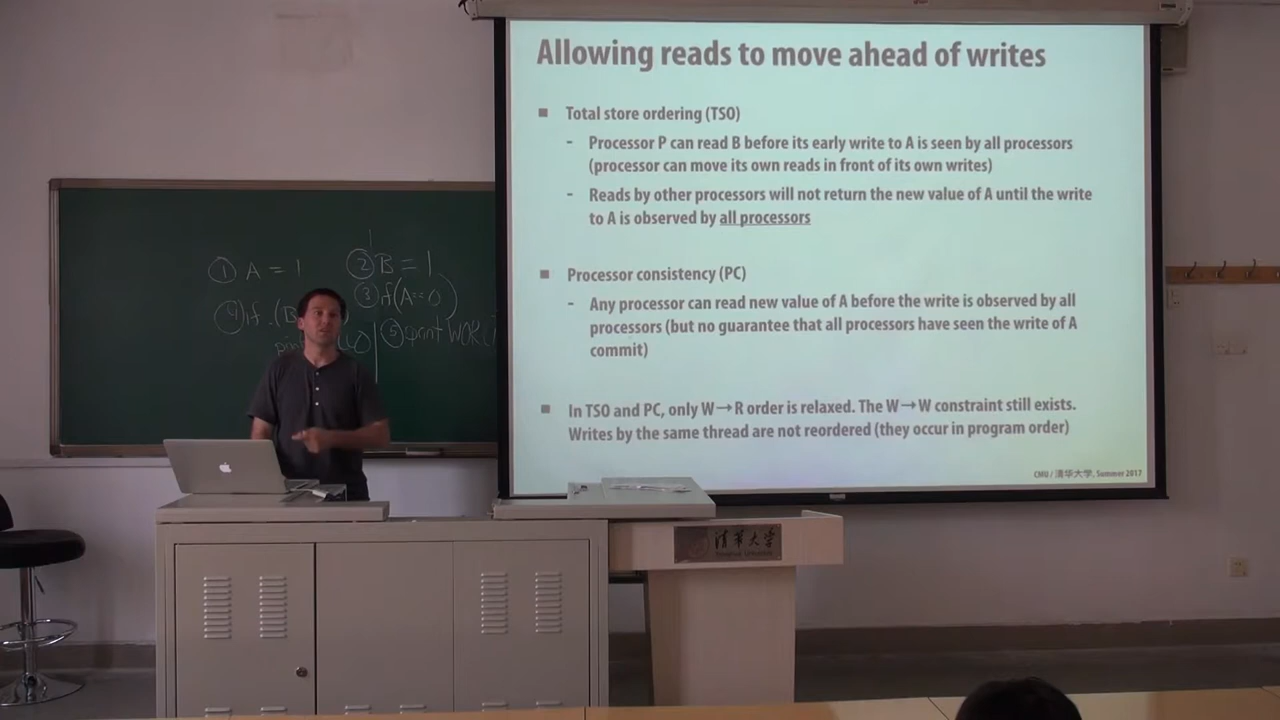 Allowing reads to move ahead of writes
■ Total store ordering (TSO)
- Processor P can read B before its early write to A is seen by all processors
(processor can move its own reads in front of its own writes)
- Reads by other processors will not return the new value of A until the write
to A is observed by all processors
■ Processor consistency (PC)
- Any processor can read new value of A before the write is observed by all
processors (but no guarantee that all processors have seen the write of A
commit)
■ In TSO and PC, only W→R order is relaxed. The W→W constraint still exists.
Writes by the same thread are not reordered (they occur in program order)
CMU / 清华大学, Summer 2017
① A = 1
④ if (B
② B = 1
③ if (A==0)
⑤ print
清华大学
Tsinghua University